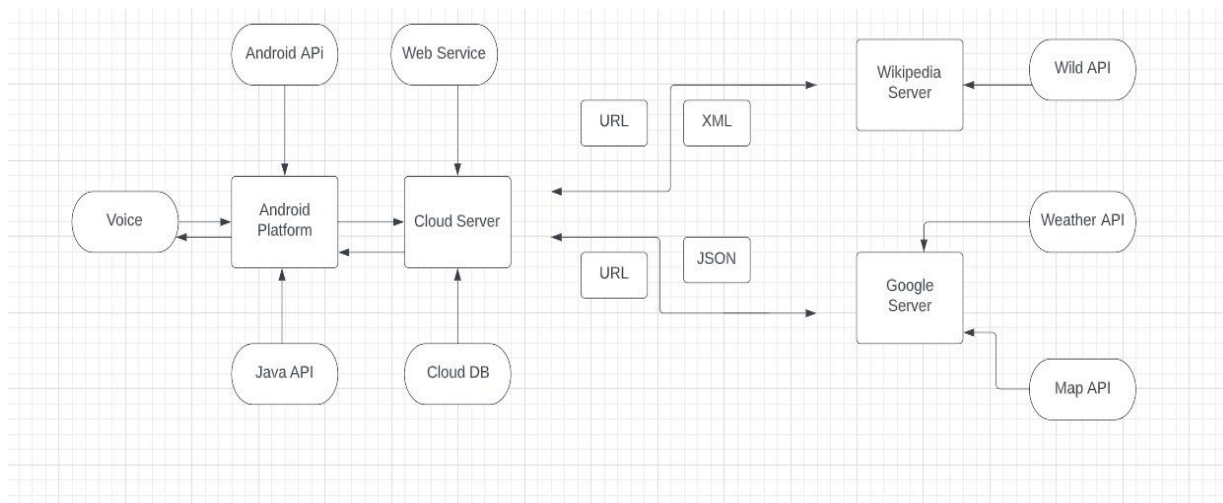 Android APi
Web Service
Wikipedia
Server
Wild API
URL
XML
Voice
Android
Platform
Cloud Server
Weather API
URL
JSON
Google
Server
Java API
Cloud DB
Map API